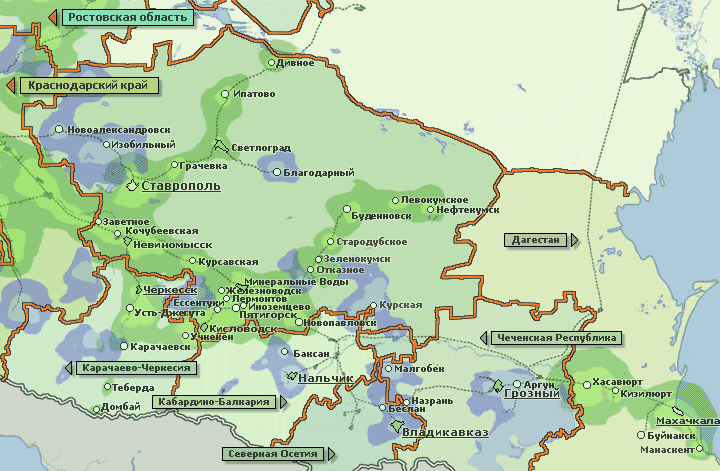 Ростовская область
Дивное
Краснодарский край
Ипатово
Новоалександровск
Изобильный
Светлоград
Грачевка
Благодарный
Ставрополь
Левокумское
Нефтекумск
Буденновск
Заветное
Кочубеевская
Невинномысск
Стародубское
Дагестан
Курсавская
Зеленокумск
Отказное
Минеральные Воды
Черкесск
Железноводск
Лермонтов
Ессентуки
Иноземцево
Курская
Усть-Джегута
Пятигорск
Новопавловск
Кисловодск
Учкекен
Чеченская Республика
Карачаевск
Баксан
Карачаево-Черкесия
Малгобек
Нальчик
Теберда
Аргун
Хасавюрт
Грозный
Кизилюрт
Кабардино-Балкария
Назрань
Домбай
Беслан
Махачкала
Владикавказ
Буйнакск
Северная Осетия
Манаскент